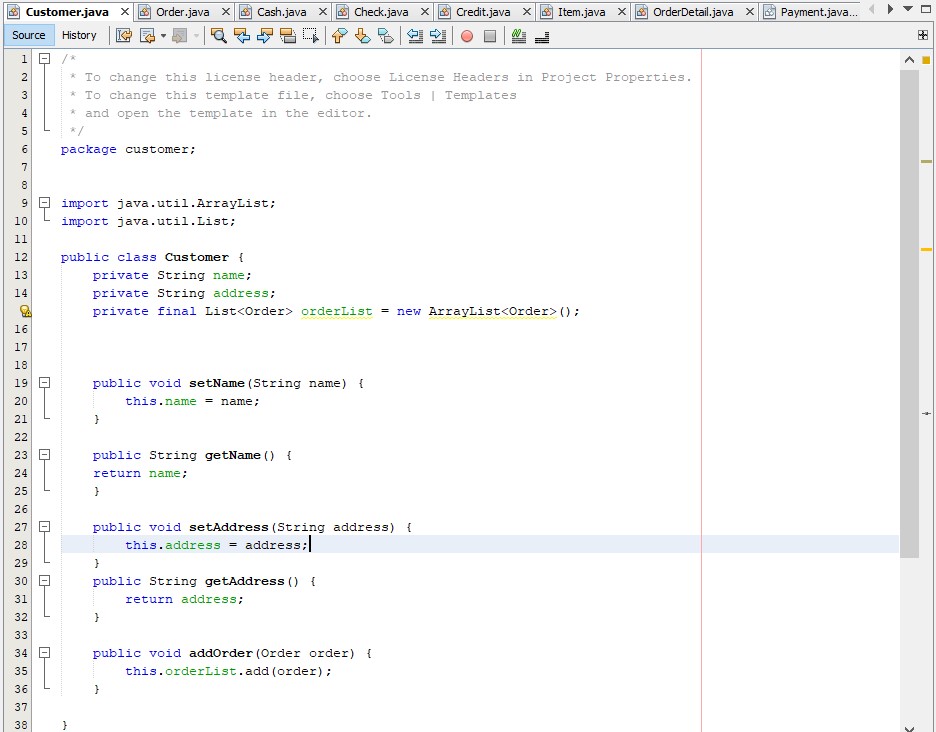 Customer.java Order.java Cash.java Check.java Credit.java Item.java OrderDetail.java Payment.java...
Source History
1 /*
2 * To change this license header, choose License Headers in Project Properties.
3 * To change this template file, choose Tools | Templates
4 * and open the template in the editor.
5 */
6 package customer;
7
8
9 import java.util.ArrayList;
10 import java.util.List;
11
12 public class Customer {
13 private String name;
14 private String address;
private final List<Order> orderList = new ArrayList<Order>();
16
17
18
19 public void setName(String name) {
20 this.name = name;
21 }
22
23 public String getName() {
24 return name;
25 }
26
27 public void setAddress(String address) {
28 this.address = address;
29 }
30 public String getAddress() {
31 return address;
32 }
33
34 public void addOrder(Order order) {
35 this.orderList.add(order);
36 }
37
38 }